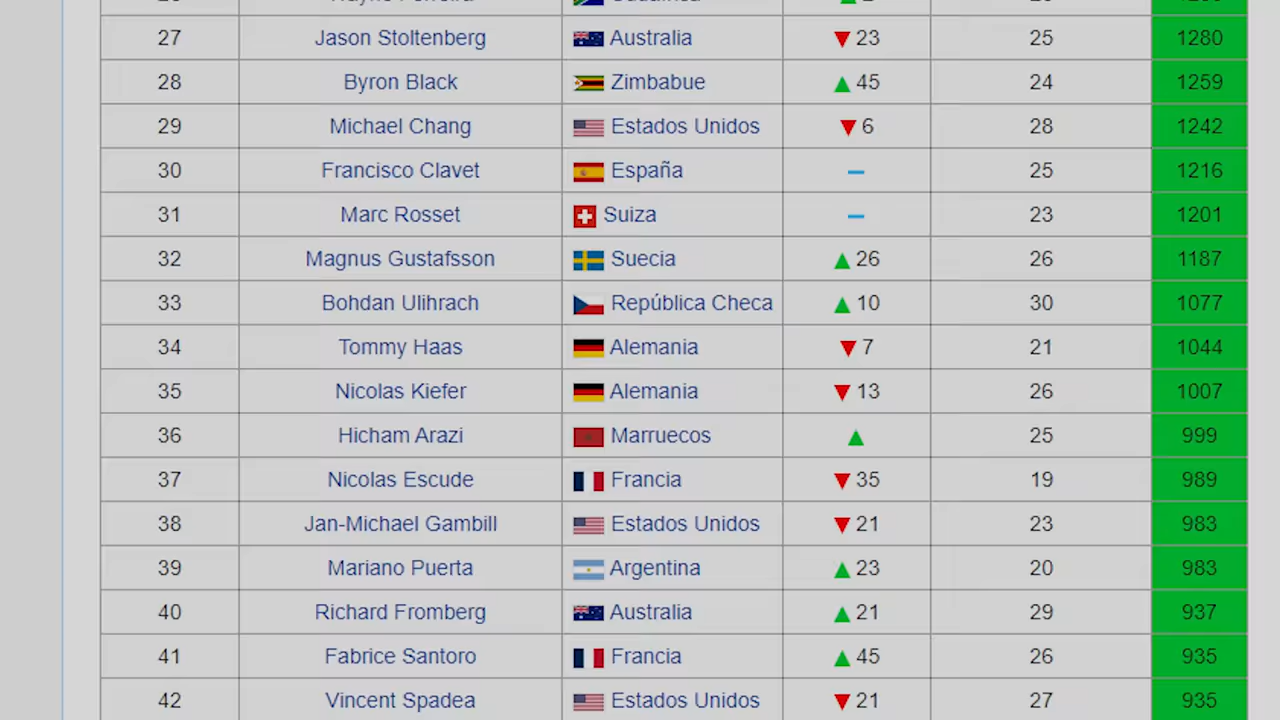 27 Jason Stoltenberg Australia ▼ 23 25 1280
28 Byron Black Zimbabue ▲ 45 24 1259
29 Michael Chang Estados Unidos ▼ 6 28 1242
30 Francisco Clavet España – 25 1216
31 Marc Rosset Suiza – 23 1201
32 Magnus Gustafsson Suecia ▲ 26 26 1187
33 Bohdan Ulihrach República Checa ▲ 10 30 1077
34 Tommy Haas Alemania ▼ 7 21 1044
35 Nicolas Kiefer Alemania ▼ 13 26 1007
36 Hicham Arazi Marruecos ▲ 25 999
37 Nicolas Escude Francia ▼ 35 19 989
38 Jan-Michael Gambill Estados Unidos ▼ 21 23 983
39 Mariano Puerta Argentina ▲ 23 20 983
40 Richard Fromberg Australia ▲ 21 29 937
41 Fabrice Santoro Francia ▲ 45 26 935
42 Vincent Spadea Estados Unidos ▼ 21 27 935